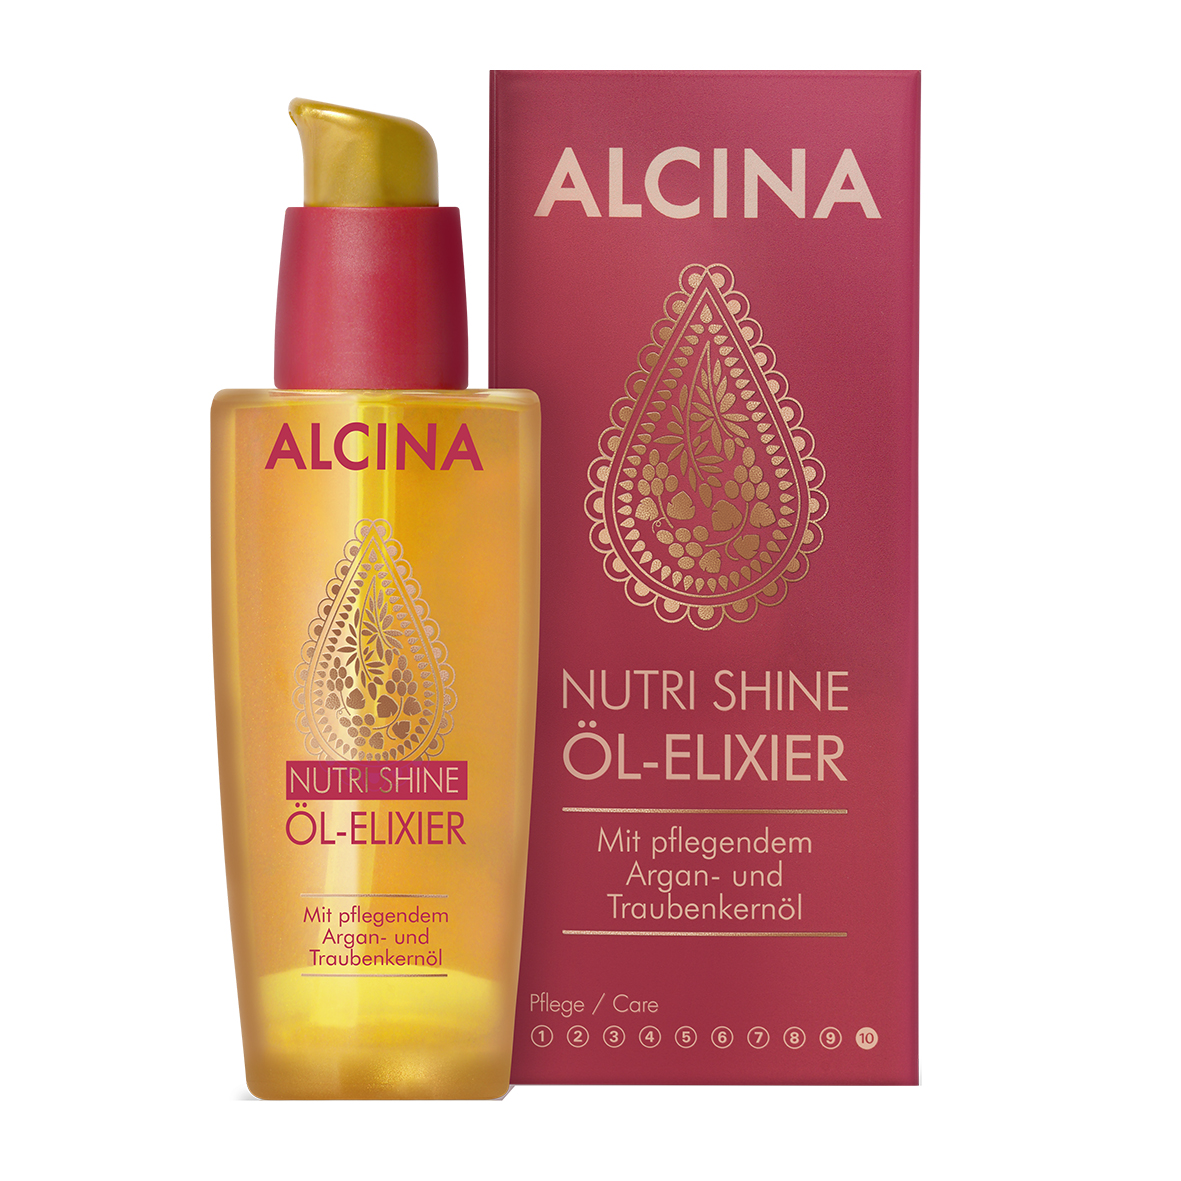 ALCINA
NUTRI SHINE
ÖL-ELIXIER
Mit pflegendem
Argan- und
Traubenkernöl
ALCINA
NUTRI SHINE
ÖL-ELIXIER
Mit pflegendem
Argan- und
Traubenkernöl
Pflege / Care
1 2 3 4 5 6 7 8 9 10